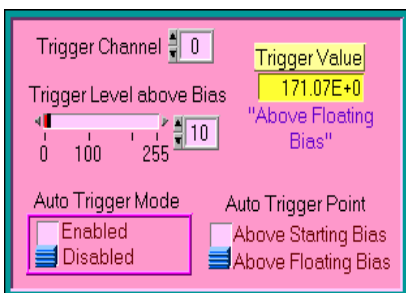 Trigger Channel 0
Trigger Value
171.07E+0
"Above Floating
Bias"
Trigger Level above Bias
10
0 100 255
Auto Trigger Mode
Enabled
Disabled
Auto Trigger Point
Above Starting Bias
Above Floating Bias